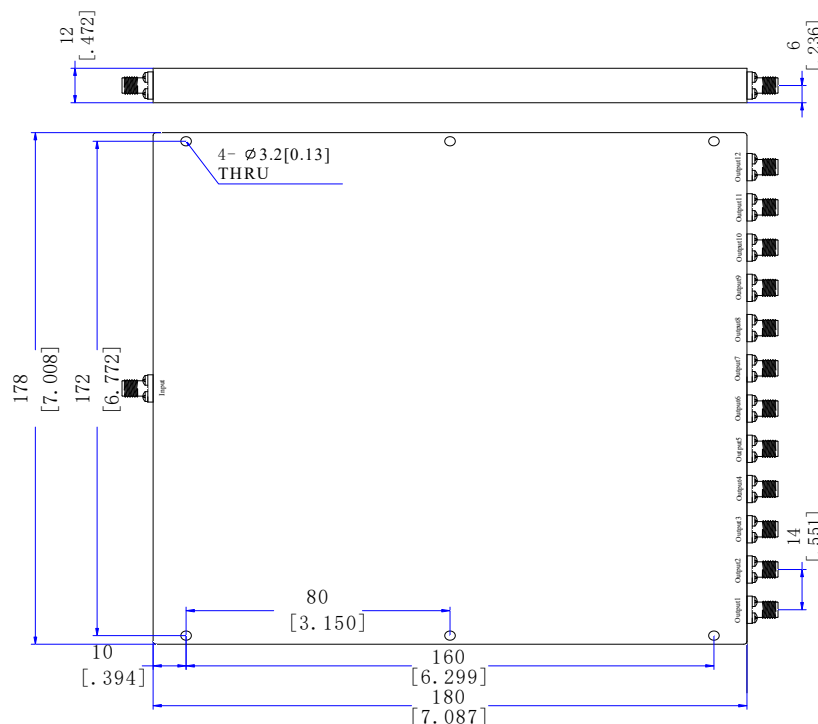 12
[.472]
6
[.236]
4- Ø3.2[0.13]
THRU
Output12
Output11
Output10
Output9
Output8
Output7
Output6
Output5
Output4
Output3
Output2
Output1
Input
178
[7.008]
172
[6.772]
14
[.551]
80
[3.150]
10
[.394]
160
[6.299]
180
[7.087]